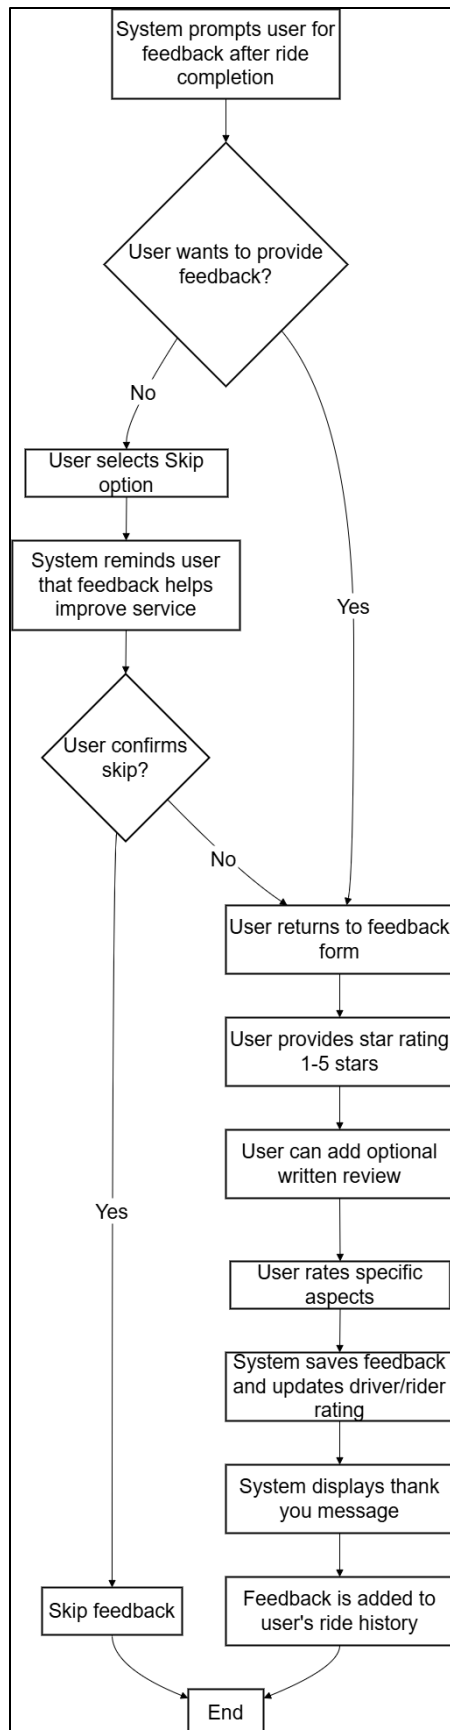 System prompts user for
feedback after ride
completion
User wants to provide
feedback?
No
User selects Skip
option
System reminds user
that feedback helps
improve service
Yes
User confirms
skip?
No
User returns to feedback
form
User provides star rating
1-5 stars
User can add optional
written review
Yes
User rates specific
aspects
System saves feedback
and updates driver/rider
rating
System displays thank
you message
Skip feedback
Feedback is added to
user's ride history
End